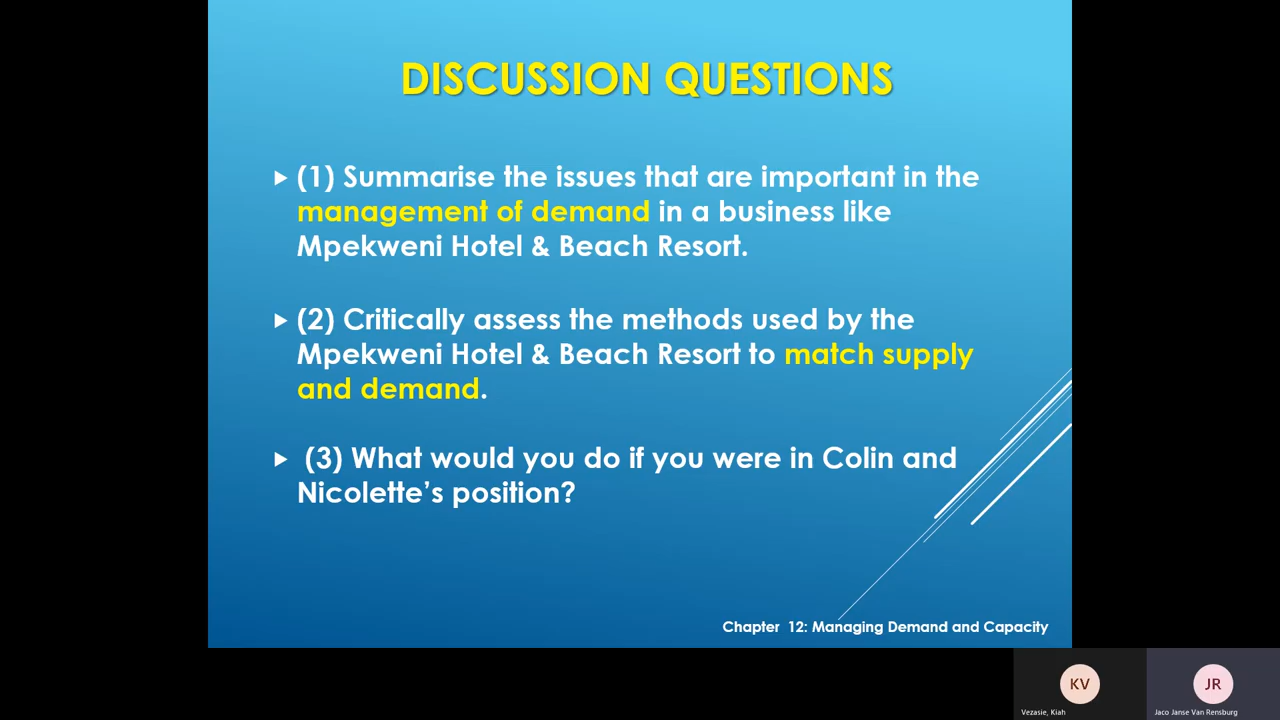 DISCUSSION QUESTIONS
(1) Summarise the issues that are important in the
management of demand in a business like
Mpekweni Hotel & Beach Resort.
(2) Critically assess the methods used by the
Mpekweni Hotel & Beach Resort to match supply
and demand.
(3) What would you do if you were in Colin and
Nicolette’s position?
Chapter 12: Managing Demand and Capacity
KV
JR
Vezasie, Kiah
Jaco Janse Van Rensburg